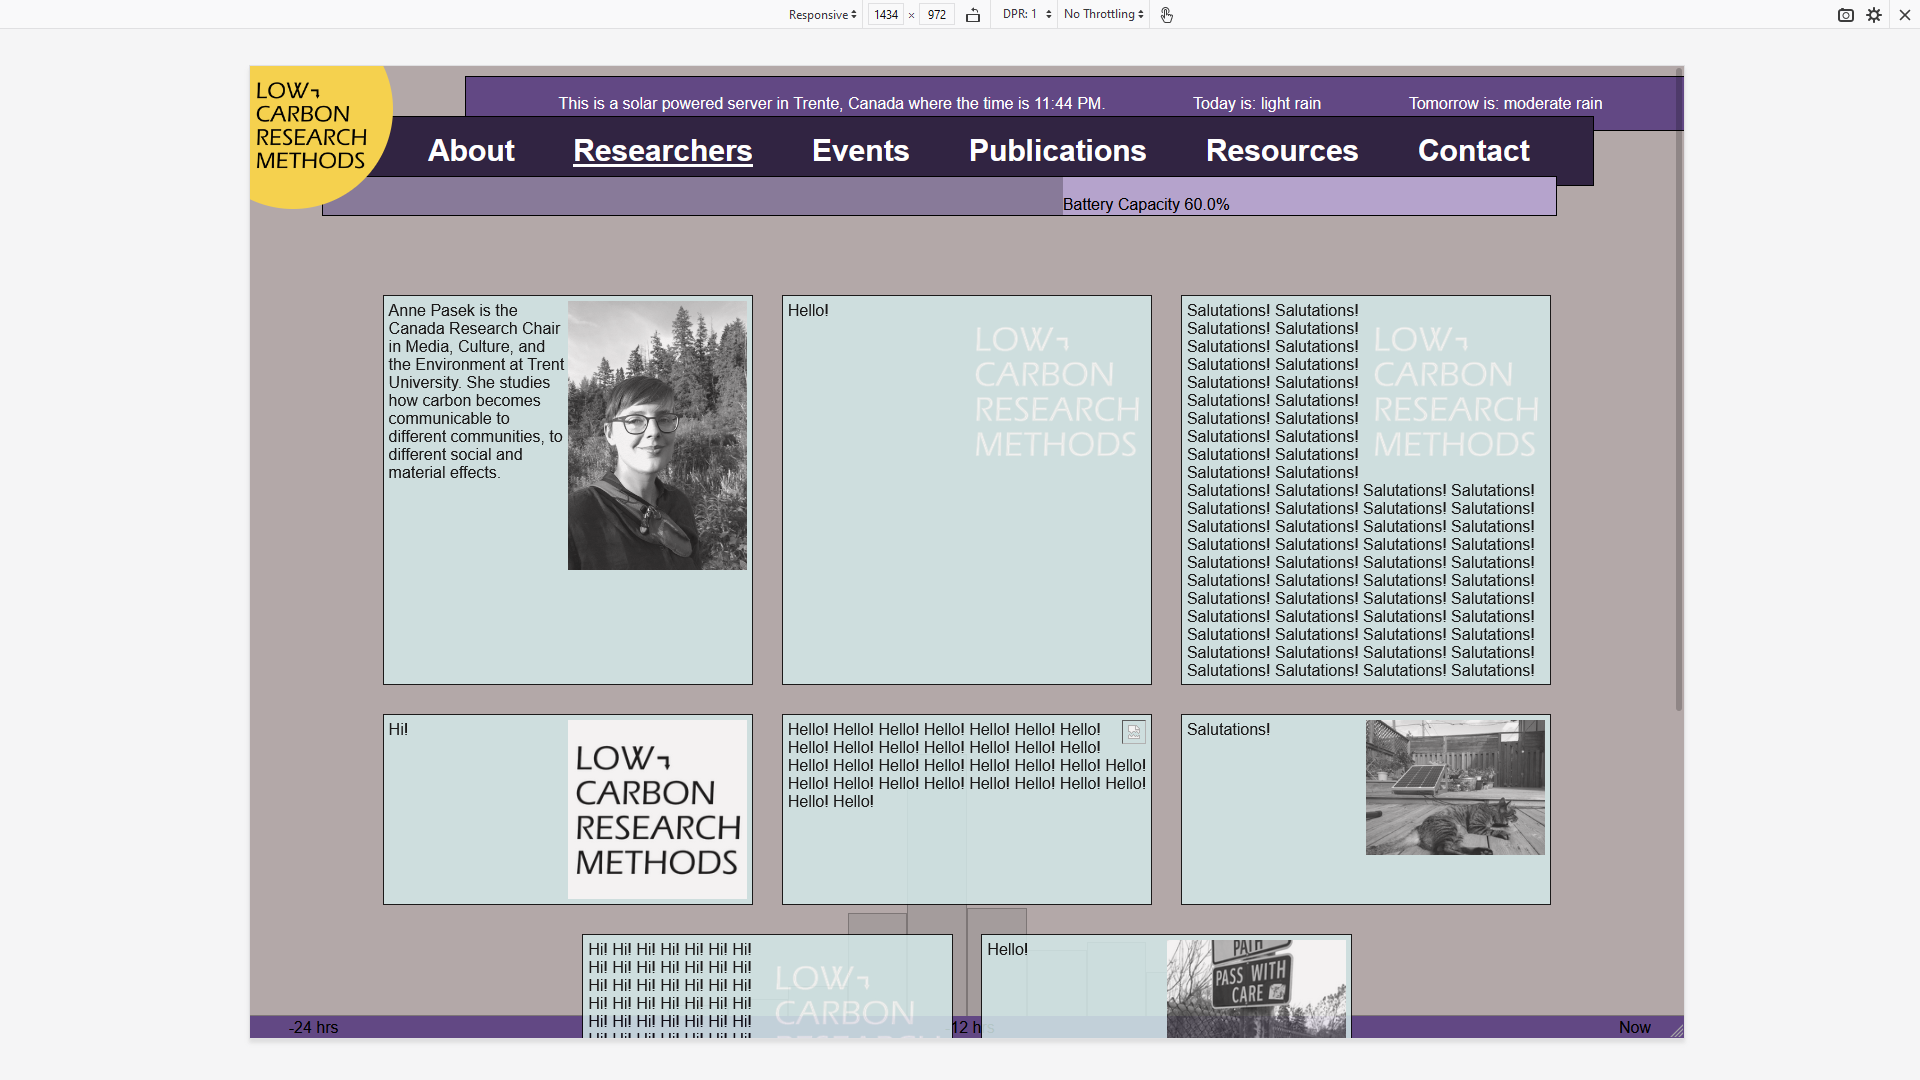 Responsive
1434 × 972
DPR: 1
No Throttling
LOW
CARBON
RESEARCH
METHODS
This is a solar powered server in Trente, Canada where the time is 11:44 PM.
Today is: light rain
Tomorrow is: moderate rain
About
Researchers
Events
Publications
Resources
Contact
Battery Capacity 60.0%
Anne Pasek is the
Canada Research Chair
in Media, Culture, and
the Environment at Trent
University. She studies
how carbon becomes
communicable to
different communities, to
different social and
material effects.
Hello!
LOW
CARBON
RESEARCH
METHODS
Salutations! Salutations!
Salutations! Salutations!
Salutations! Salutations!
Salutations! Salutations!
Salutations! Salutations!
Salutations! Salutations!
Salutations! Salutations!
Salutations! Salutations!
Salutations! Salutations!
Salutations! Salutations!
Salutations! Salutations! Salutations! Salutations!
Salutations! Salutations! Salutations! Salutations!
Salutations! Salutations! Salutations! Salutations!
Salutations! Salutations! Salutations! Salutations!
Salutations! Salutations! Salutations! Salutations!
Salutations! Salutations! Salutations! Salutations!
Salutations! Salutations! Salutations! Salutations!
Salutations! Salutations! Salutations! Salutations!
Salutations! Salutations! Salutations! Salutations!
Salutations! Salutations! Salutations! Salutations!
Salutations! Salutations! Salutations! Salutations!
LOW
CARBON
RESEARCH
METHODS
Hi!
LOW
CARBON
RESEARCH
METHODS
Hello! Hello! Hello! Hello! Hello! Hello! Hello!
Hello! Hello! Hello! Hello! Hello! Hello! Hello!
Hello! Hello! Hello! Hello! Hello! Hello! Hello! Hello!
Hello! Hello! Hello! Hello! Hello! Hello! Hello! Hello!
Hello! Hello!
Salutations!
Hi! Hi! Hi! Hi! Hi! Hi! Hi!
Hi! Hi! Hi! Hi! Hi! Hi! Hi!
Hi! Hi! Hi! Hi! Hi! Hi! Hi!
Hi! Hi! Hi! Hi! Hi! Hi! Hi!
Hi! Hi! Hi! Hi! Hi! Hi! Hi!
Hi! Hi! Hi! Hi! Hi! Hi! Hi!
LOW
CARBON
RESEARCH
Hello!
PATH
PASS WITH
CARE
-24 hrs
-12 hrs
Now